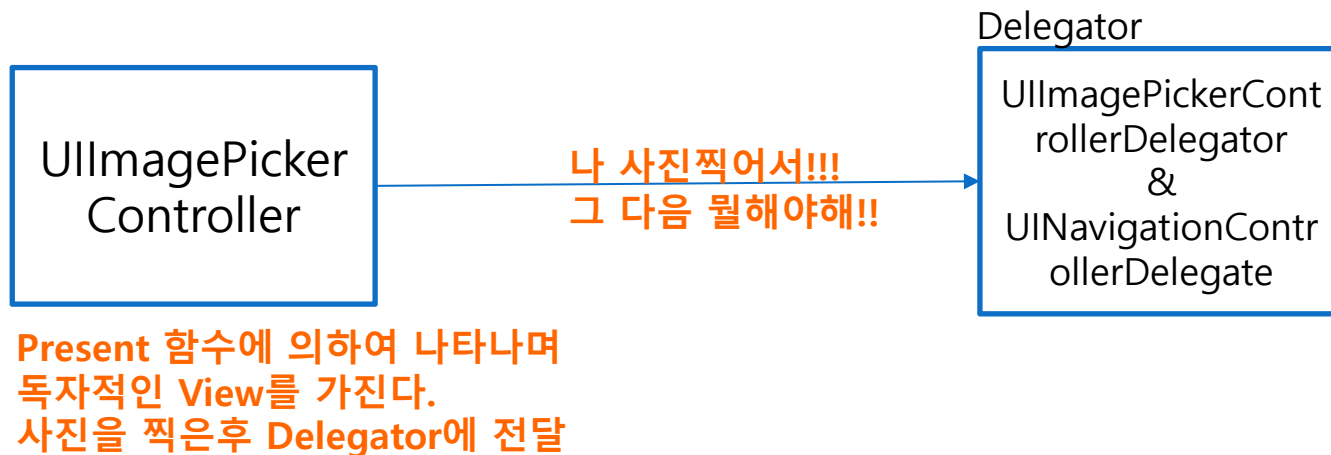 Delegator
UIImagePicker
Controller
나 사진찍어서!!!
그 다음 뭘해야해!!
UIImagePickerCont
rollerDelegator
&
UINavigationContr
ollerDelegate
Present 함수에 의하여 나타나며
독자적인 View를 가진다.
사진을 찍은후 Delegator에 전달